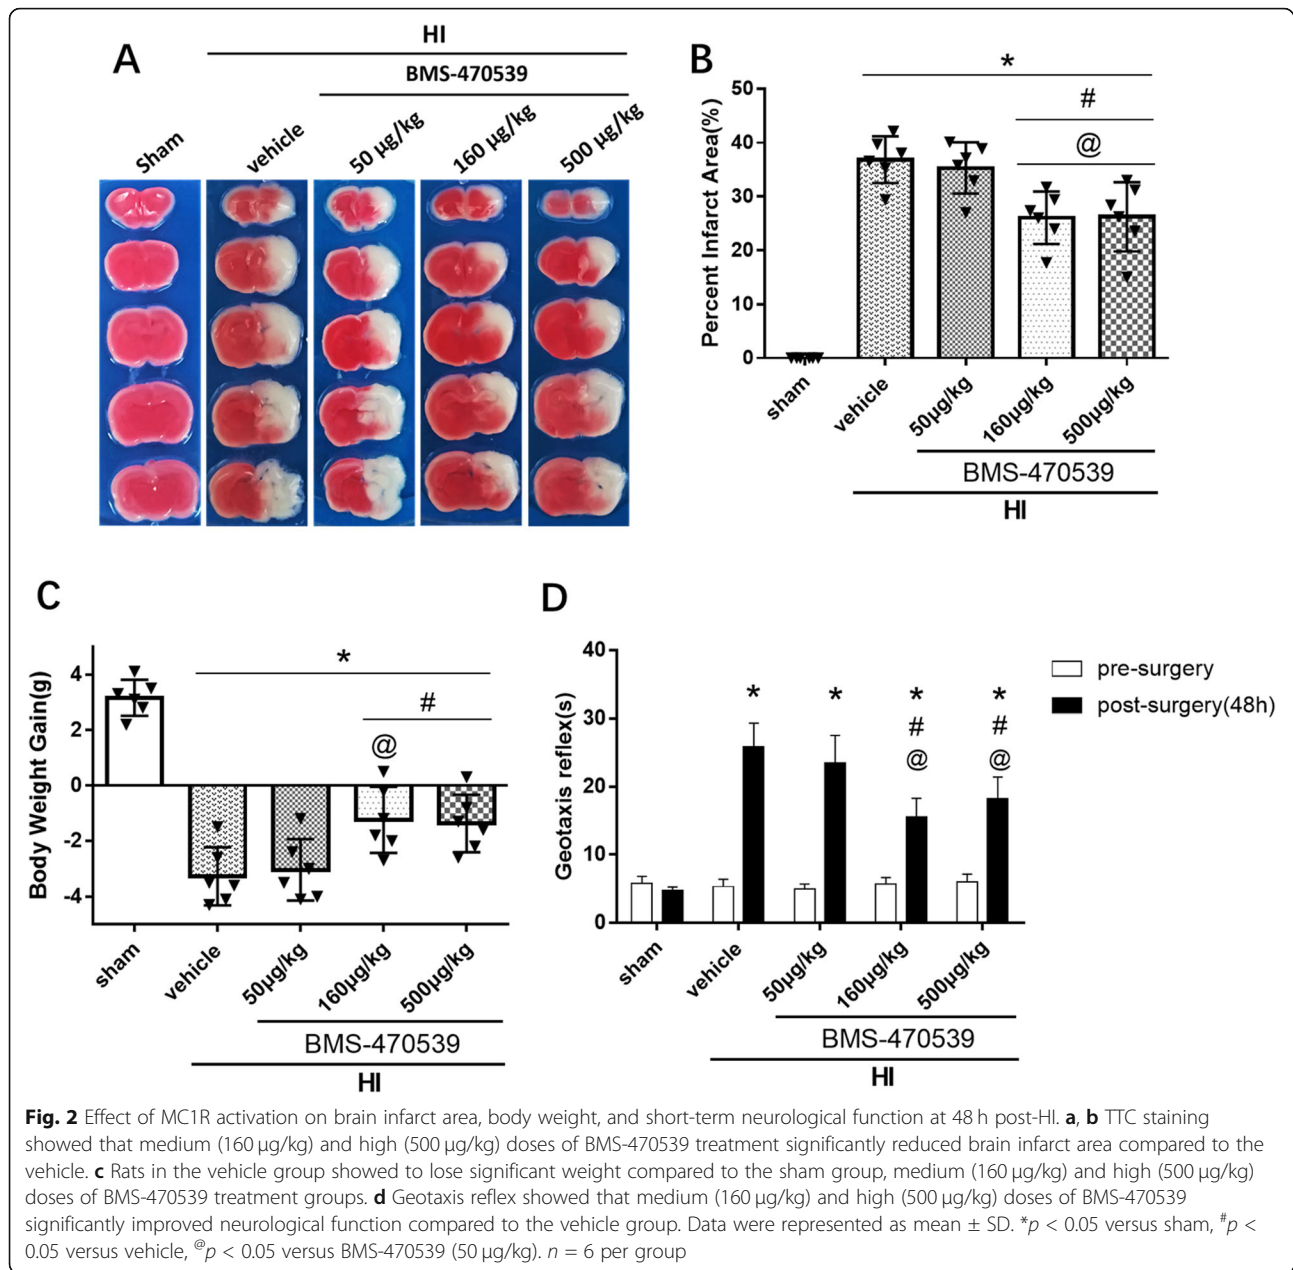 A
HI
BMS-470539
Sham
vehicle
50 µg/kg
160 µg/kg
500 µg/kg
B
Percent Infarct Area(%)
50
40
30
20
10
0
*
#
@
sham
vehicle
50µg/kg
160µg/kg
500µg/kg
BMS-470539
HI
C
Body Weight Gain(g)
4
2
0
-2
-4
*
#
@
sham
vehicle
50µg/kg
160µg/kg
500µg/kg
BMS-470539
HI
D
Geotaxis reflex(s)
40
30
20
10
0
*
*
*
#
@
*
#
@
pre-surgery
post-surgery(48h)
sham
vehicle
50µg/kg
160µg/kg
500µg/kg
BMS-470539
HI
Fig. 2 Effect of MC1R activation on brain infarct area, body weight, and short-term neurological function at 48 h post-HI. a, b TTC staining
showed that medium (160 µg/kg) and high (500 µg/kg) doses of BMS-470539 treatment significantly reduced brain infarct area compared to the
vehicle. c Rats in the vehicle group showed to lose significant weight compared to the sham group, medium (160 µg/kg) and high (500 µg/kg)
doses of BMS-470539 treatment groups. d Geotaxis reflex showed that medium (160 µg/kg) and high (500 µg/kg) doses of BMS-470539
significantly improved neurological function compared to the vehicle group. Data were represented as mean ± SD. *p < 0.05 versus sham, #p <
0.05 versus vehicle, @p < 0.05 versus BMS-470539 (50 µg/kg). n = 6 per group